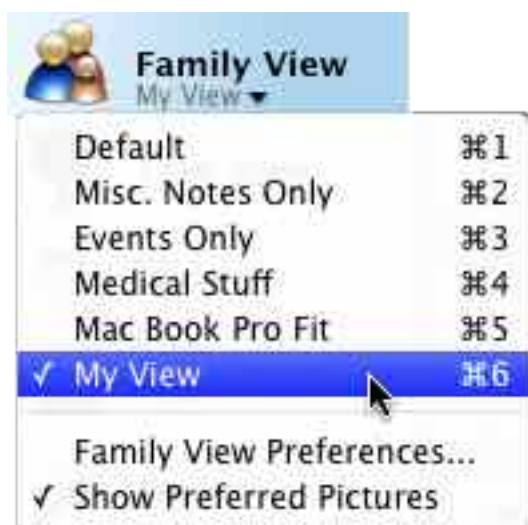 Family View
My View ▾
Default ⌘1
Misc. Notes Only ⌘2
Events Only ⌘3
Medical Stuff ⌘4
Mac Book Pro Fit ⌘5
✓ My View ⌘6
Family View Preferences...
✓ Show Preferred Pictures